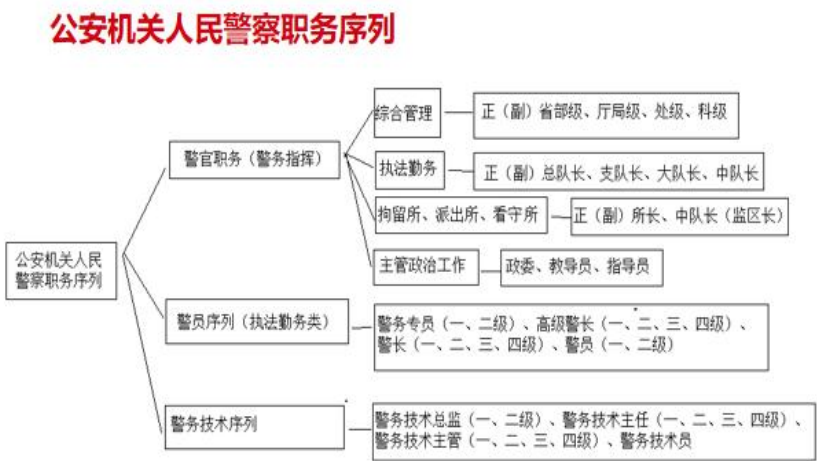 公安机关人民警察职务序列
综合管理
正（副）省部级、厅局级、处级、科级
警官职务（警务指挥）
执法勤务
正（副）总队长、支队长、大队长、中队长
拘留所、派出所、看守所
正（副）所长、中队长（监区长）
公安机关人民
警察职务序列
主管政治工作
政委、教导员、指导员
警员序列（执法勤务类）
警务专员（一、二级）、高级警长（一、二、三、四级）、
警长（一、二、三、四级）、警员（一、二级）
警务技术序列
警务技术总监（一、二级）、警务技术主任（一、二、三、四级）、
警务技术主管（一、二、三、四级）、警务技术员